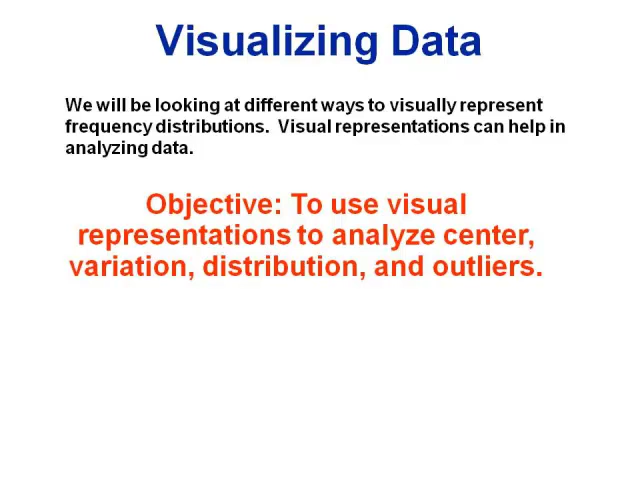 Visualizing Data
We will be looking at different ways to visually represent
frequency distributions.  Visual representations can help in
analyzing data.
Objective: To use visual
representations to analyze center,
variation, distribution, and outliers.